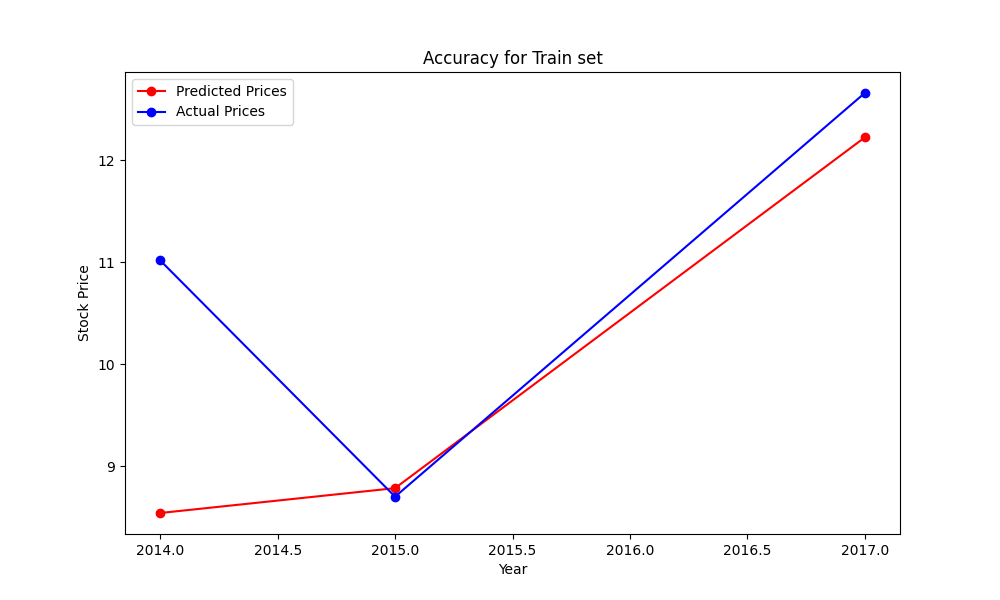 Accuracy for Train set
Predicted Prices
Actual Prices
12
11
10
9
Stock Price
2014.0 2014.5 2015.0 2015.5 2016.0 2016.5 2017.0
Year